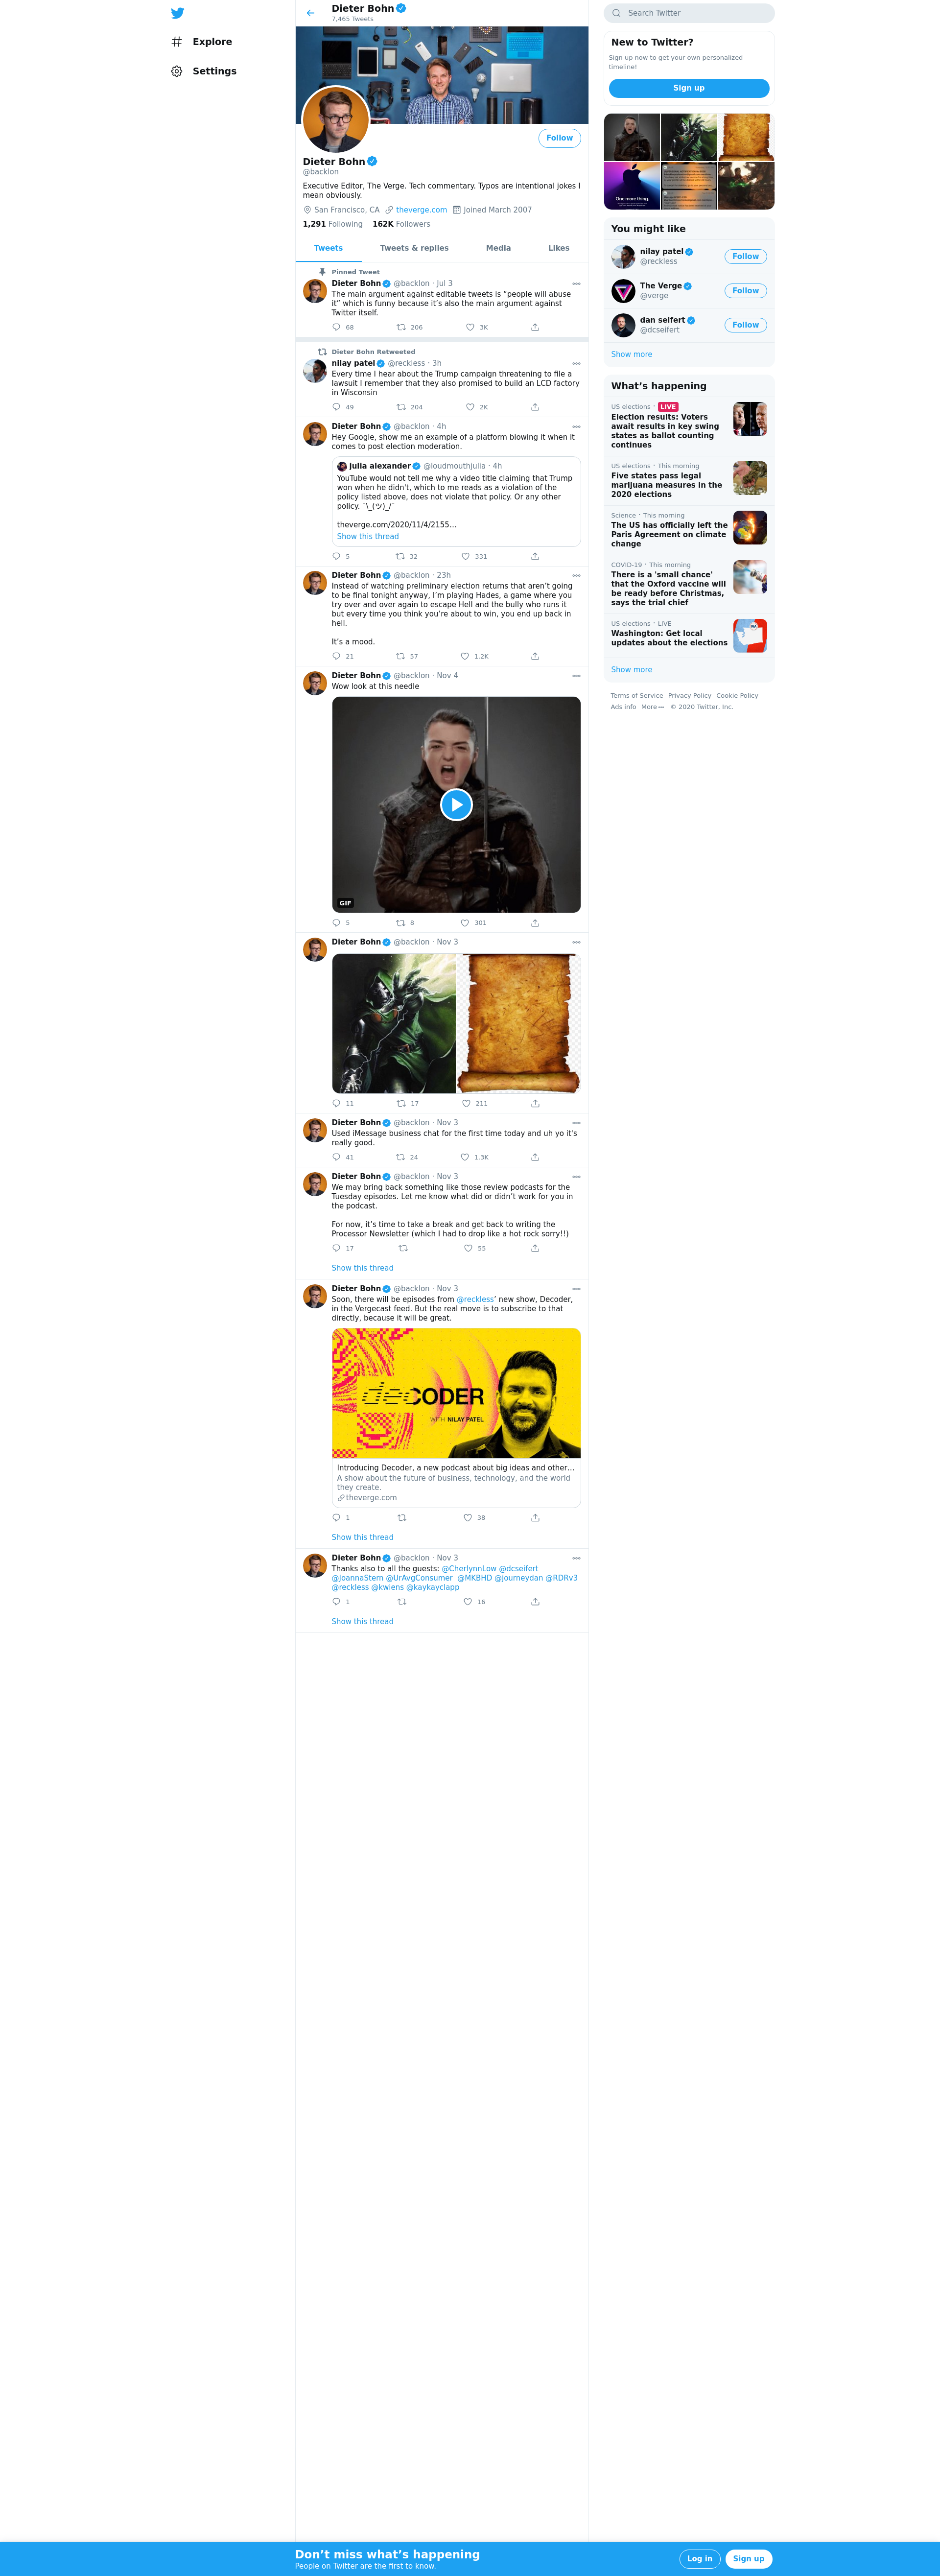 Explore
Settings
Dieter Bohn
7,465 Tweets
Follow
Dieter Bohn
@backlon
Executive Editor, The Verge. Tech commentary. Typos are intentional jokes I
mean obviously.
San Francisco, CA theverge.com Joined March 2007
1,291 Following 162K Followers
Tweets Tweets & replies Media Likes
Pinned Tweet
Dieter Bohn @backlon · Jul 3
The main argument against editable tweets is “people will abuse
it” which is funny because it’s also the main argument against
Twitter itself.
68 206 3K
Dieter Bohn Retweeted
nilay patel @reckless · 3h
Every time I hear about the Trump campaign threatening to file a
lawsuit I remember that they also promised to build an LCD factory
in Wisconsin
49 204 2K
Dieter Bohn @backlon · 4h
Hey Google, show me an example of a platform blowing it when it
comes to post election moderation.
julia alexander @loudmouthjulia · 4h
YouTube would not tell me why a video title claiming that Trump
won when he didn't, which to me reads as a violation of the
policy listed above, does not violate that policy. Or any other
policy. ¯\_(ツ)_/¯
theverge.com/2020/11/4/2155…
Show this thread
5 32 331
Dieter Bohn @backlon · 23h
Instead of watching preliminary election returns that aren’t going
to be final tonight anyway, I’m playing Hades, a game where you
try over and over again to escape Hell and the bully who runs it
but every time you think you’re about to win, you end up back in
hell.
It’s a mood.
21 57 1.2K
Dieter Bohn @backlon · Nov 4
Wow look at this needle
GIF
5 8 301
Dieter Bohn @backlon · Nov 3
11 17 211
Dieter Bohn @backlon · Nov 3
Used iMessage business chat for the first time today and uh yo it's
really good.
41 24 1.3K
Dieter Bohn @backlon · Nov 3
We may bring back something like those review podcasts for the
Tuesday episodes. Let me know what did or didn’t work for you in
the podcast.
For now, it’s time to take a break and get back to writing the
Processor Newsletter (which I had to drop like a hot rock sorry!!)
17 55
Show this thread
Dieter Bohn @backlon · Nov 3
Soon, there will be episodes from @reckless’ new show, Decoder,
in the Vergecast feed. But the real move is to subscribe to that
directly, because it will be great.
decODER
WITH NILAY PATEL
Introducing Decoder, a new podcast about big ideas and other…
A show about the future of business, technology, and the world
they create.
theverge.com
1 38
Show this thread
Dieter Bohn @backlon · Nov 3
Thanks also to all the guests: @CherlynnLow @dcseifert
@JoannaStern @UrAvgConsumer @MKBHD @journeydan @RDRv3
@reckless @kwiens @kaykayclapp
1 16
Show this thread
Search Twitter
New to Twitter?
Sign up now to get your own personalized
timeline!
Sign up
One more thing.
You might like
nilay patel
@reckless
Follow
The Verge
@verge
Follow
dan seifert
@dcseifert
Follow
Show more
What’s happening
US elections · LIVE
Election results: Voters
await results in key swing
states as ballot counting
continues
US elections · This morning
Five states pass legal
marijuana measures in the
2020 elections
Science · This morning
The US has officially left the
Paris Agreement on climate
change
COVID-19 · This morning
There is a 'small chance'
that the Oxford vaccine will
be ready before Christmas,
says the trial chief
US elections · LIVE
Washington: Get local
updates about the elections
Show more
Terms of Service Privacy Policy Cookie Policy
Ads info More © 2020 Twitter, Inc.
Don’t miss what’s happening
People on Twitter are the first to know.
Log in
Sign up